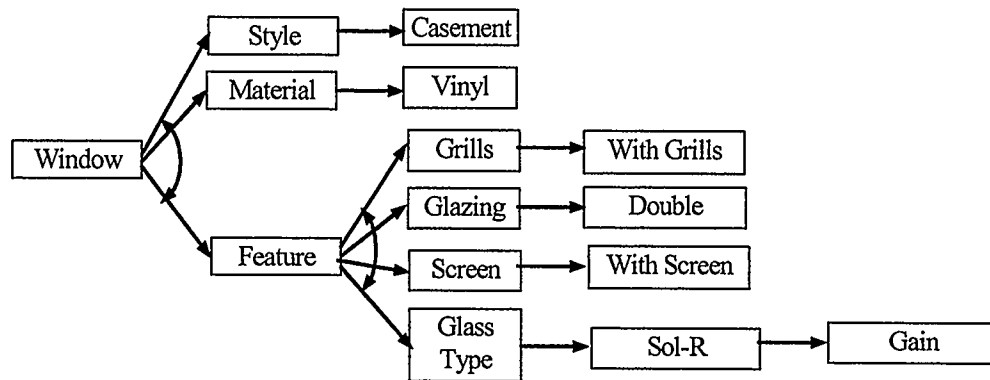 Style
Casement
Material
Vinyl
Window
Grills
With Grills
Glazing
Double
Feature
Screen
With Screen
Glass
Type
Sol-R
Gain